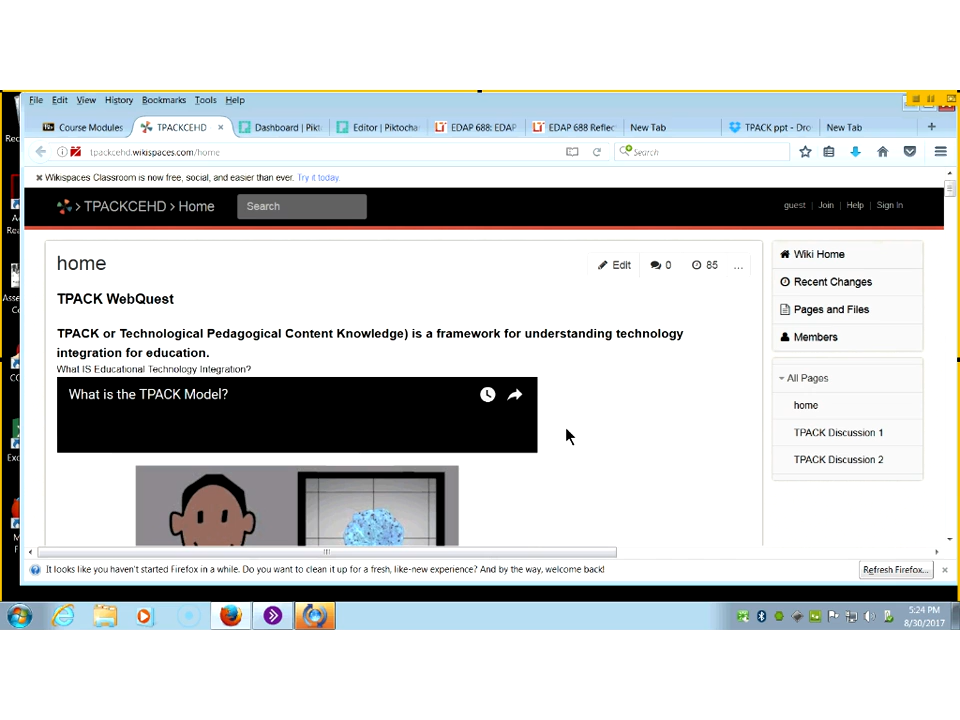 File Edit View History Bookmarks Tools Help
Course Modules TPACKCEHD × Dashboard | Pikt Editor | Piktocha EDAP 688: EDAP EDAP 688 Reflec New Tab TPACK ppt - Dro New Tab +
tpackcehd.wikispaces.com/home Search
Wikispaces Classroom is now free, social, and easier than ever. Try it today.
> TPACKCEHD > Home Search guest | Join | Help | Sign In
home Edit 0 85 ...
TPACK WebQuest
TPACK or Technological Pedagogical Content Knowledge) is a framework for understanding technology
integration for education.
What IS Educational Technology Integration?
What is the TPACK Model?
Wiki Home
Recent Changes
Pages and Files
Members
All Pages
home
TPACK Discussion 1
TPACK Discussion 2
It looks like you haven't started Firefox in a while. Do you want to clean it up for a fresh, like-new experience? And by the way, welcome back! Refresh Firefox... ×
5:24 PM
8/30/2017